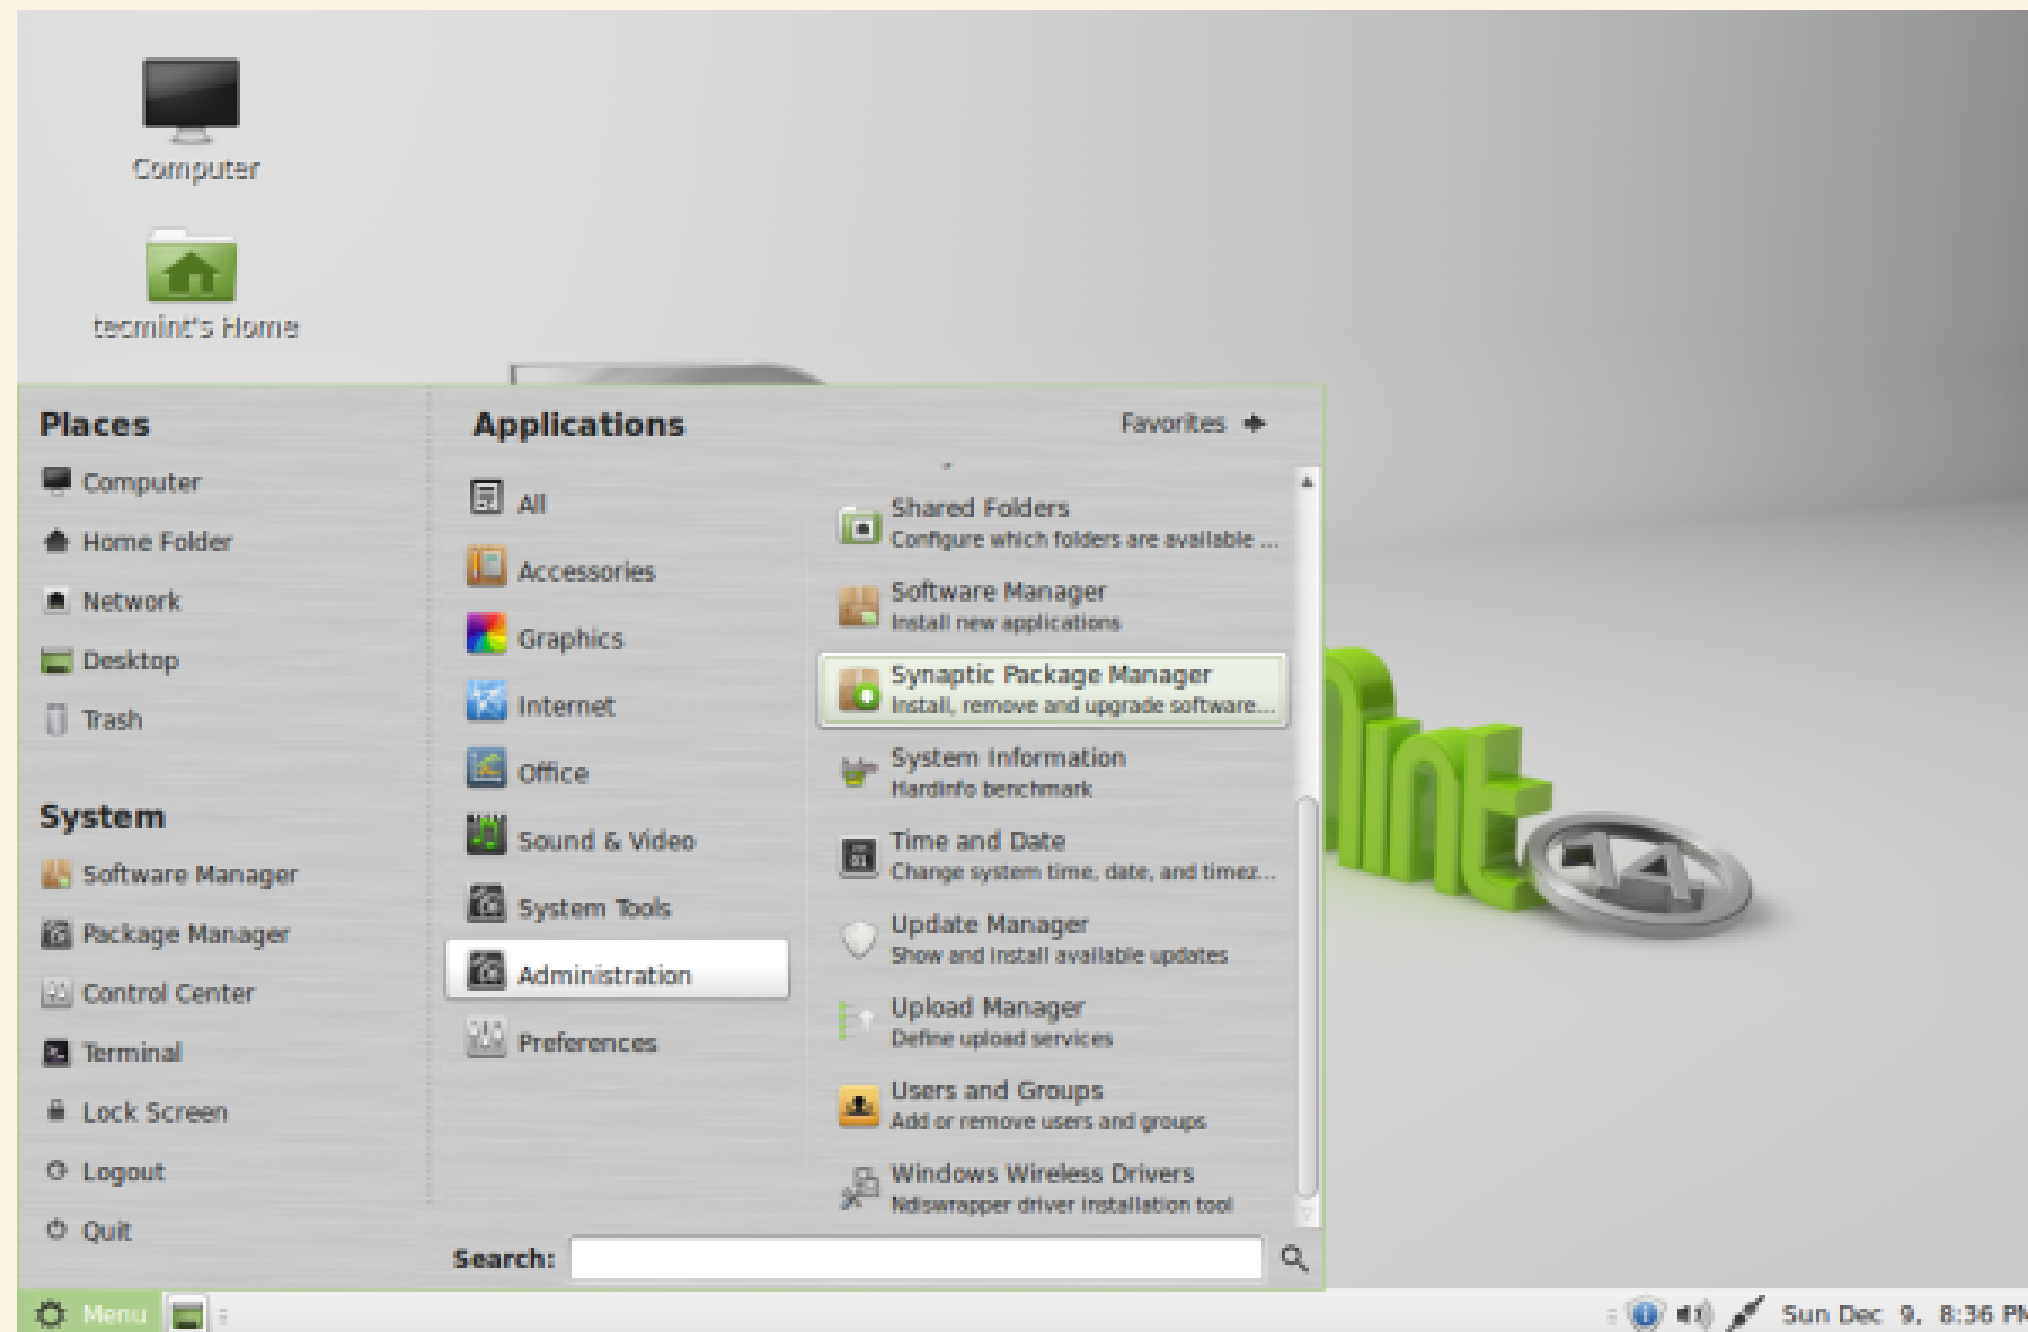 Computer
tecmint's Home
Places
Computer
Home Folder
Network
Desktop
Trash
System
Software Manager
Package Manager
Control Center
Terminal
Lock Screen
Logout
Quit
Applications
Favorites
All
Accessories
Graphics
Internet
Office
Sound & Video
System Tools
Administration
Preferences
Shared Folders
Configure which folders are available ...
Software Manager
Install new applications
Synaptic Package Manager
Install, remove and upgrade software...
System Information
Hardinfo benchmark
Time and Date
Change system time, date, and timez...
Update Manager
Show and install available updates
Upload Manager
Define upload services
Users and Groups
Add or remove users and groups
Windows Wireless Drivers
Ndiswrapper driver installation tool
Search:
14
Menu
Sun Dec 9, 8:36 PM